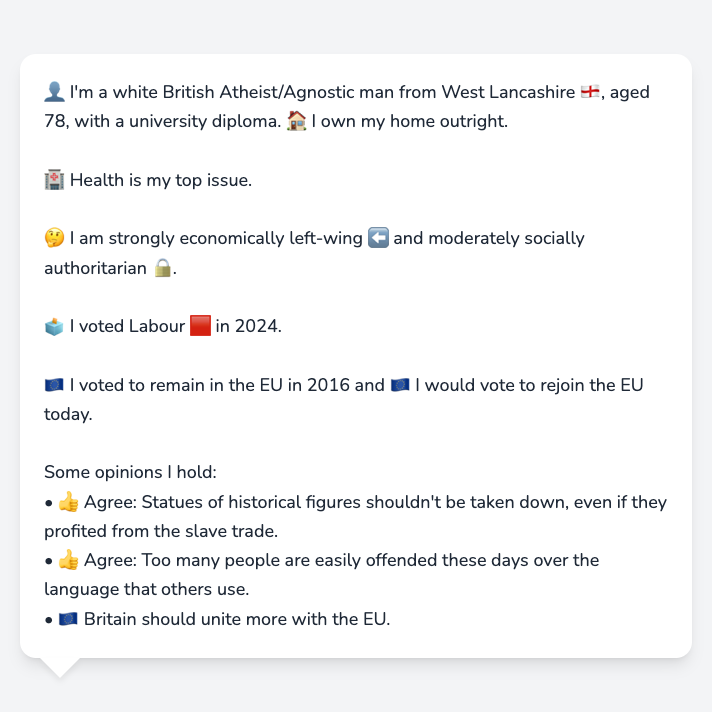 👤 I'm a white British Atheist/Agnostic man from West Lancashire 🏴󠁧󠁢󠁥󠁮󠁧󠁿, aged
78, with a university diploma. 🏠 I own my home outright.
🏥 Health is my top issue.
🤔 I am strongly economically left-wing ⬅️ and moderately socially
authoritarian 🔒.
🗳️ I voted Labour 🟥 in 2024.
🇪🇺 I voted to remain in the EU in 2016 and 🇪🇺 I would vote to rejoin the EU
today.
Some opinions I hold:
• 👍 Agree: Statues of historical figures shouldn't be taken down, even if they
profited from the slave trade.
• 👍 Agree: Too many people are easily offended these days over the
language that others use.
• 🇪🇺 Britain should unite more with the EU.